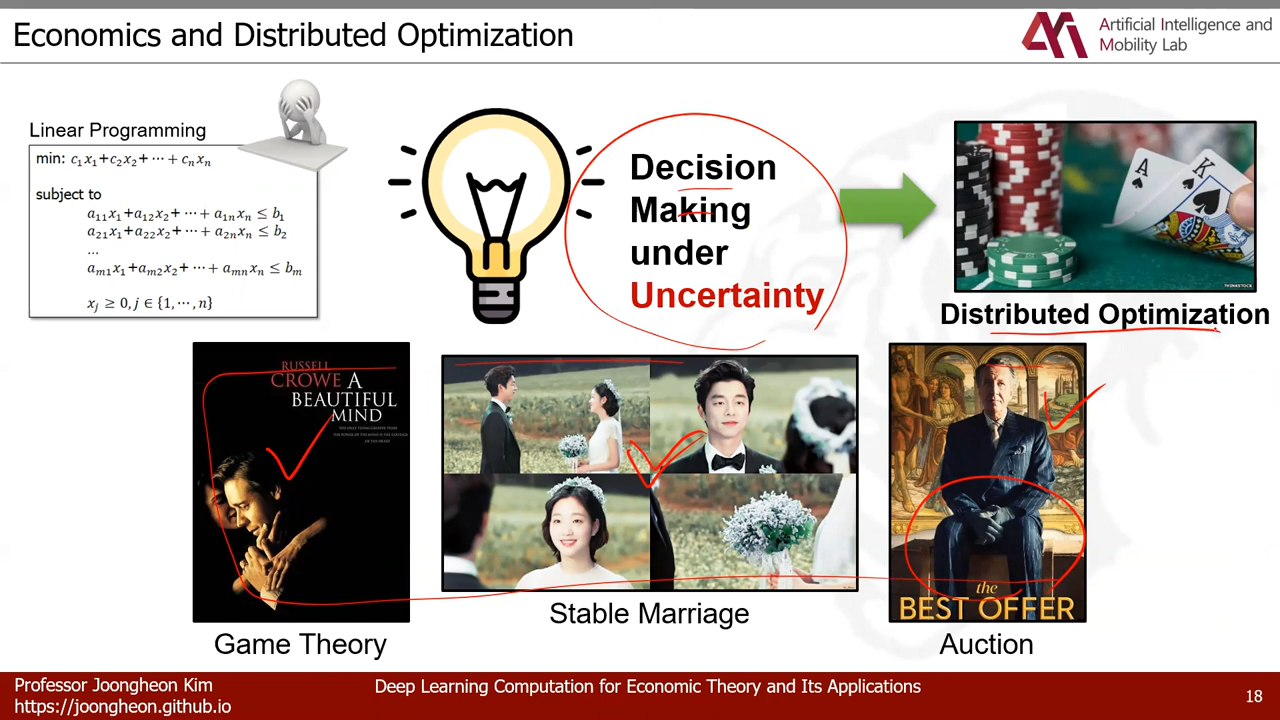 Economics and Distributed Optimization
Artificial Intelligence and
Mobility Lab
Linear Programming
min: c₁x₁+c₂x₂+ ⋯ + cₙxₙ
subject to
a₁₁x₁+a₁₂x₂+ ⋯ + a₁ₙxₙ ≤ b₁
a₂₁x₁+a₂₂x₂+ ⋯ + a₂ₙxₙ ≤ b₂
...
aₘ₁x₁+aₘ₂x₂+ ⋯ + aₘₙxₙ ≤ bₘ
xⱼ ≥ 0, j ∈ {1, ⋯, n}
Decision
Making
under
Uncertainty
A
K
THINKSTOCK
Distributed Optimization
RUSSELL
CROWE A
BEAUTIFUL
MIND
Game Theory
Stable Marriage
the
BEST OFFER
Auction
Professor Joongheon Kim
https://joongheon.github.io
Deep Learning Computation for Economic Theory and Its Applications
18